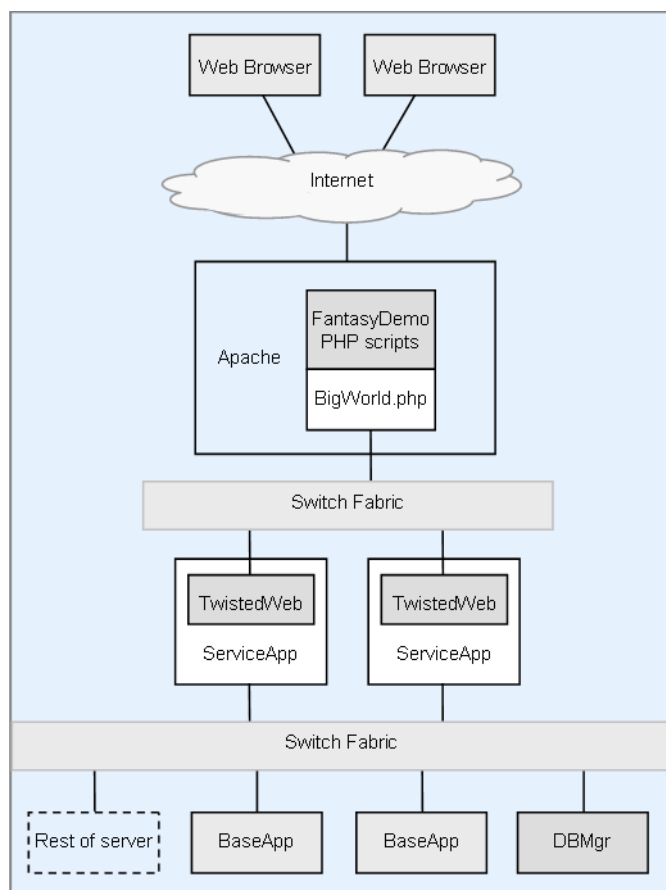 Web Browser
Web Browser
Internet
FantasyDemo
PHP scripts
Apache
BigWorld.php
Switch Fabric
TwistedWeb
TwistedWeb
ServiceApp
ServiceApp
Switch Fabric
Rest of server
BaseApp
BaseApp
DBMgr